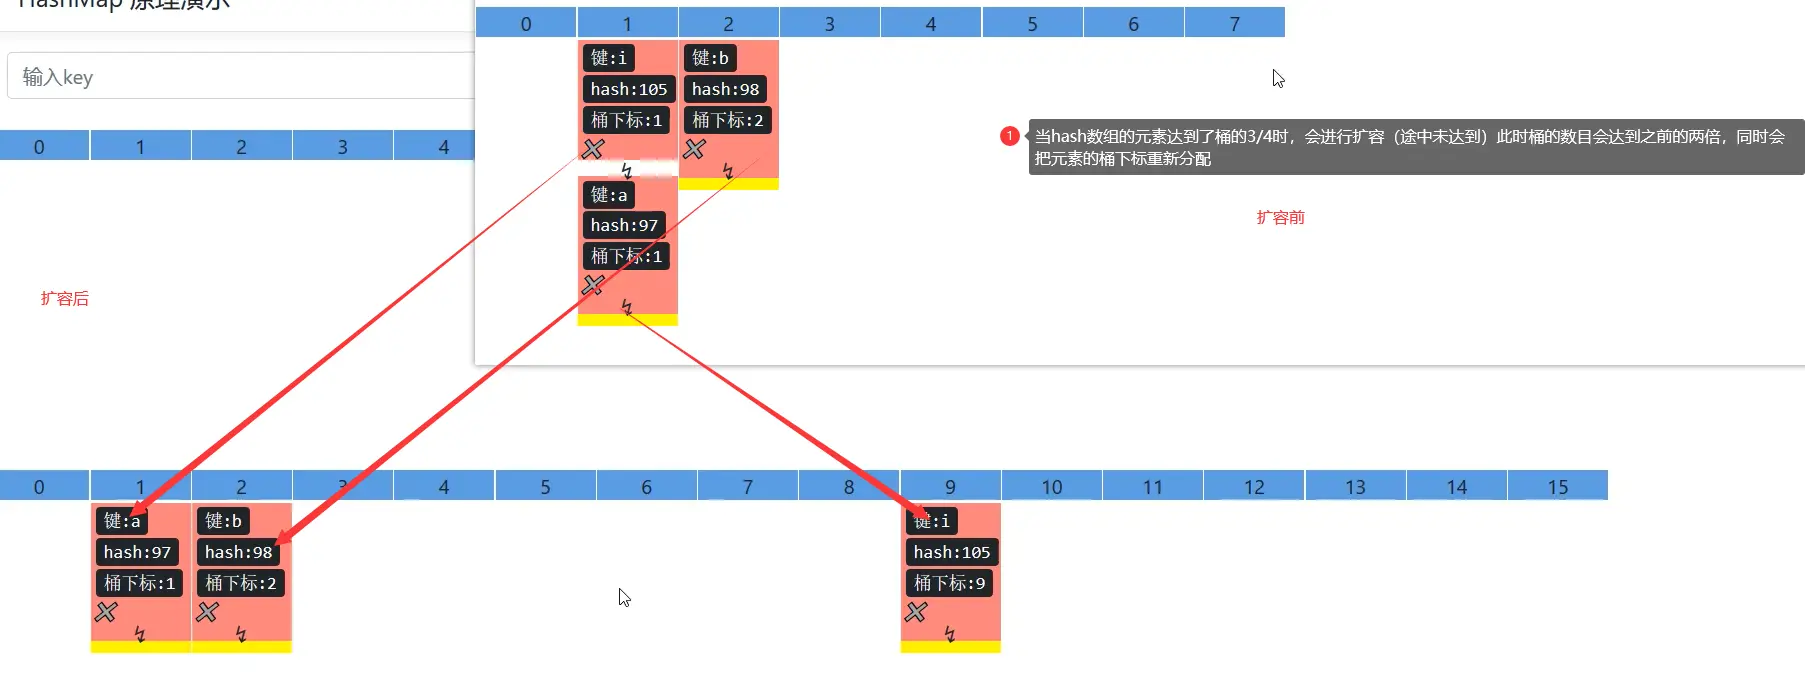 HashMap 原理演示
输入key
0 1 2 3 4
0 1 2 3 4 5 6 7
键:i
hash:105
桶下标:1
键:b
hash:98
桶下标:2
键:a
hash:97
桶下标:1
1
当hash数组的元素达到了桶的3/4时，会进行扩容（途中未达到）此时桶的数目会达到之前的两倍，同时会
把元素的桶下标重新分配
扩容前
扩容后
0 1 2 3 4 5 6 7 8 9 10 11 12 13 14 15
键:a
hash:97
桶下标:1
键:b
hash:98
桶下标:2
键:i
hash:105
桶下标:9